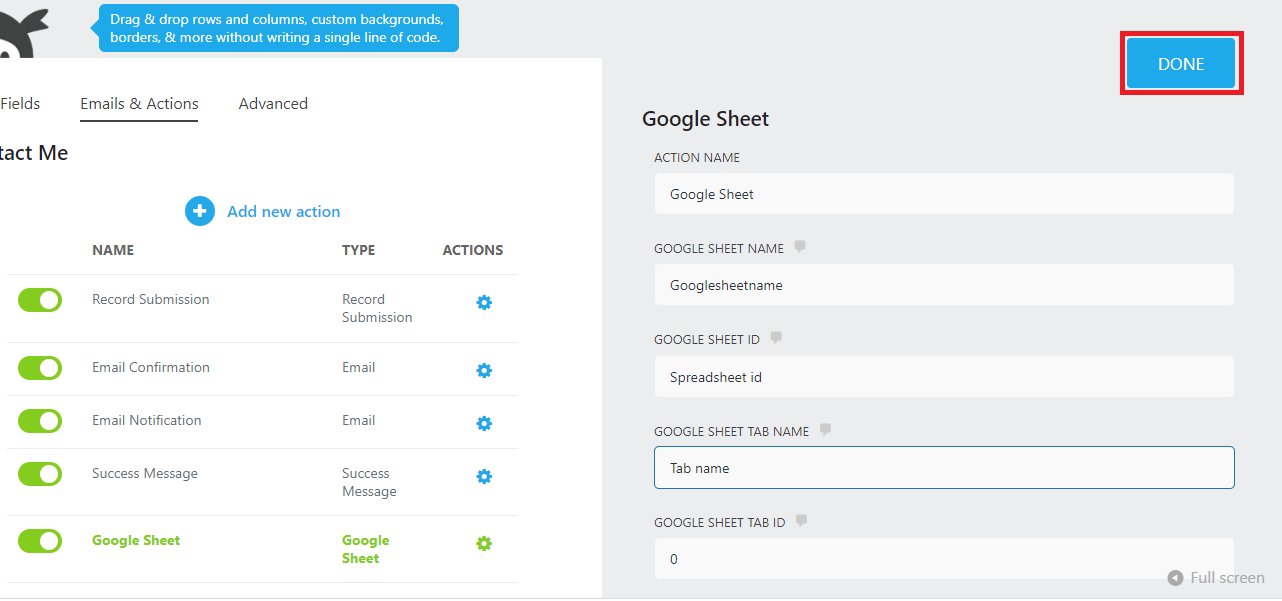 Drag & drop rows and columns, custom backgrounds,
borders, & more without writing a single line of code.
DONE
Fields
Emails & Actions
Advanced
tact Me
Add new action
NAME
TYPE
ACTIONS
Record Submission
Record
Submission
Email Confirmation
Email
Email Notification
Email
Success Message
Success
Message
Google Sheet
Google
Sheet
Google Sheet
ACTION NAME
Google Sheet
GOOGLE SHEET NAME
Googlesheetname
GOOGLE SHEET ID
Spreadsheet id
GOOGLE SHEET TAB NAME
Tab name
GOOGLE SHEET TAB ID
0
Full screen